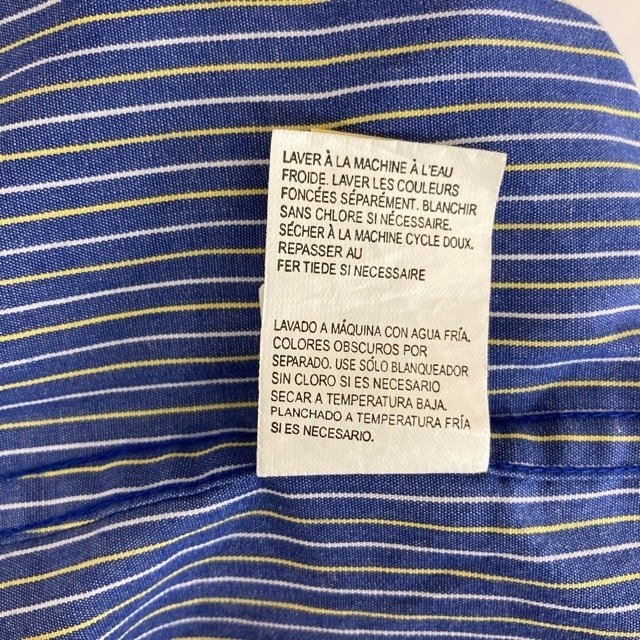 LAVER À LA MACHINE À L'EAU
FROIDE. LAVER LES COULEURS
FONCÉES SÉPARÉMENT. BLANCHIR
SANS CHLORE SI NÉCESSAIRE.
SÉCHER À LA MACHINE CYCLE DOUX.
REPASSER AU
FER TIEDE SI NECESSAIRE
LAVADO A MÁQUINA CON AGUA FRÍA.
COLORES OBSCUROS POR
SEPARADO. USE SÓLO BLANQUEADOR
SIN CLORO SI ES NECESARIO
SECAR A TEMPERATURA BAJA.
PLANCHADO A TEMPERATURA FRÍA
SI ES NECESARIO.